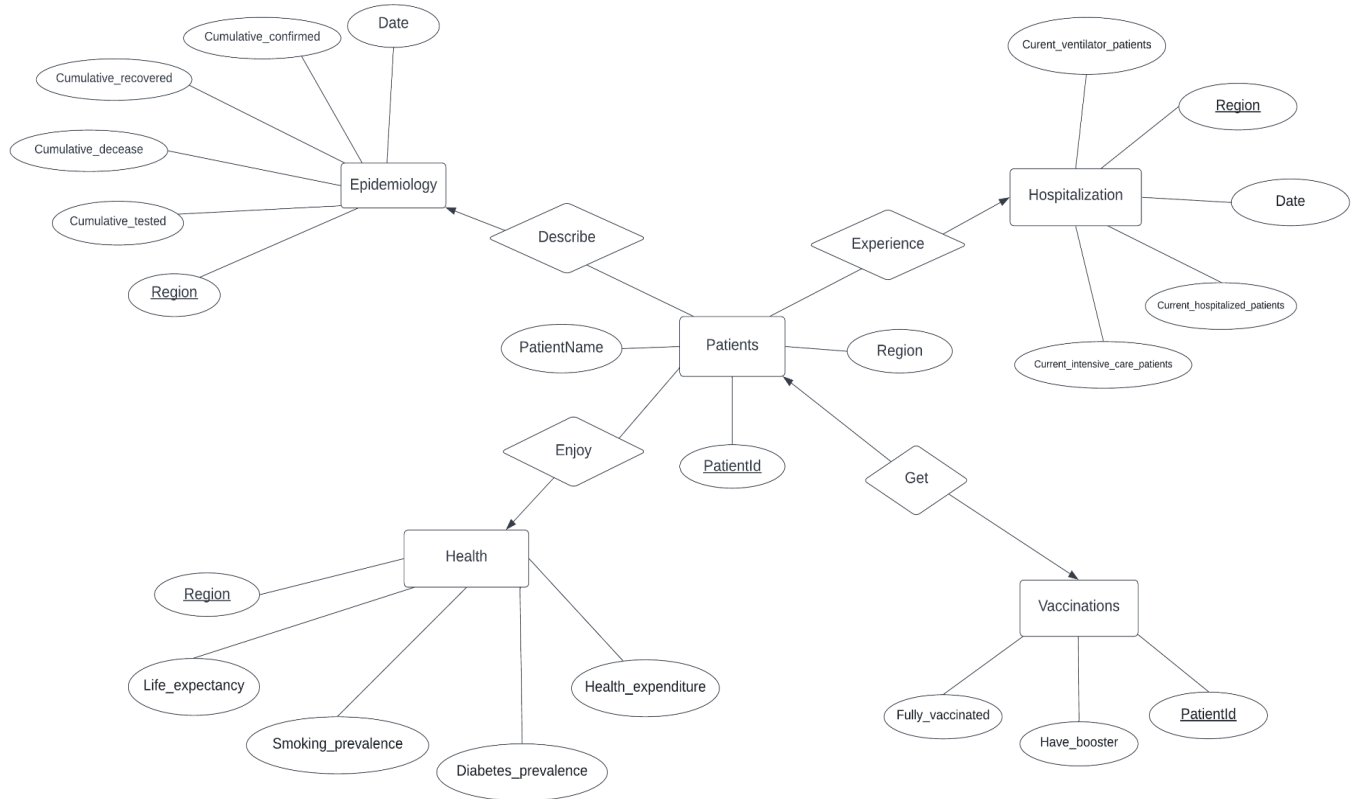 Date
Cumulative_confirmed
Cumulative_recovered
Cumulative_decease
Cumulative_tested
Region
Epidemiology
Describe
Curent_ventilator_patients
Region
Date
Hospitalization
Current_hospitalized_patients
Current_intensive_care_patients
Experience
PatientName
Patients
Region
PatientId
Enjoy
Get
Health
Region
Life_expectancy
Smoking_prevalence
Diabetes_prevalence
Health_expenditure
Vaccinations
Fully_vaccinated
Have_booster
PatientId